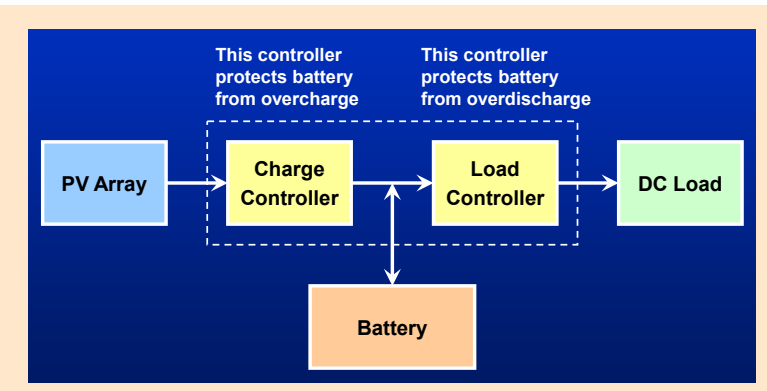 This controller
protects battery
from overcharge
This controller
protects battery
from overdischarge
PV Array
Charge
Controller
Load
Controller
DC Load
Battery